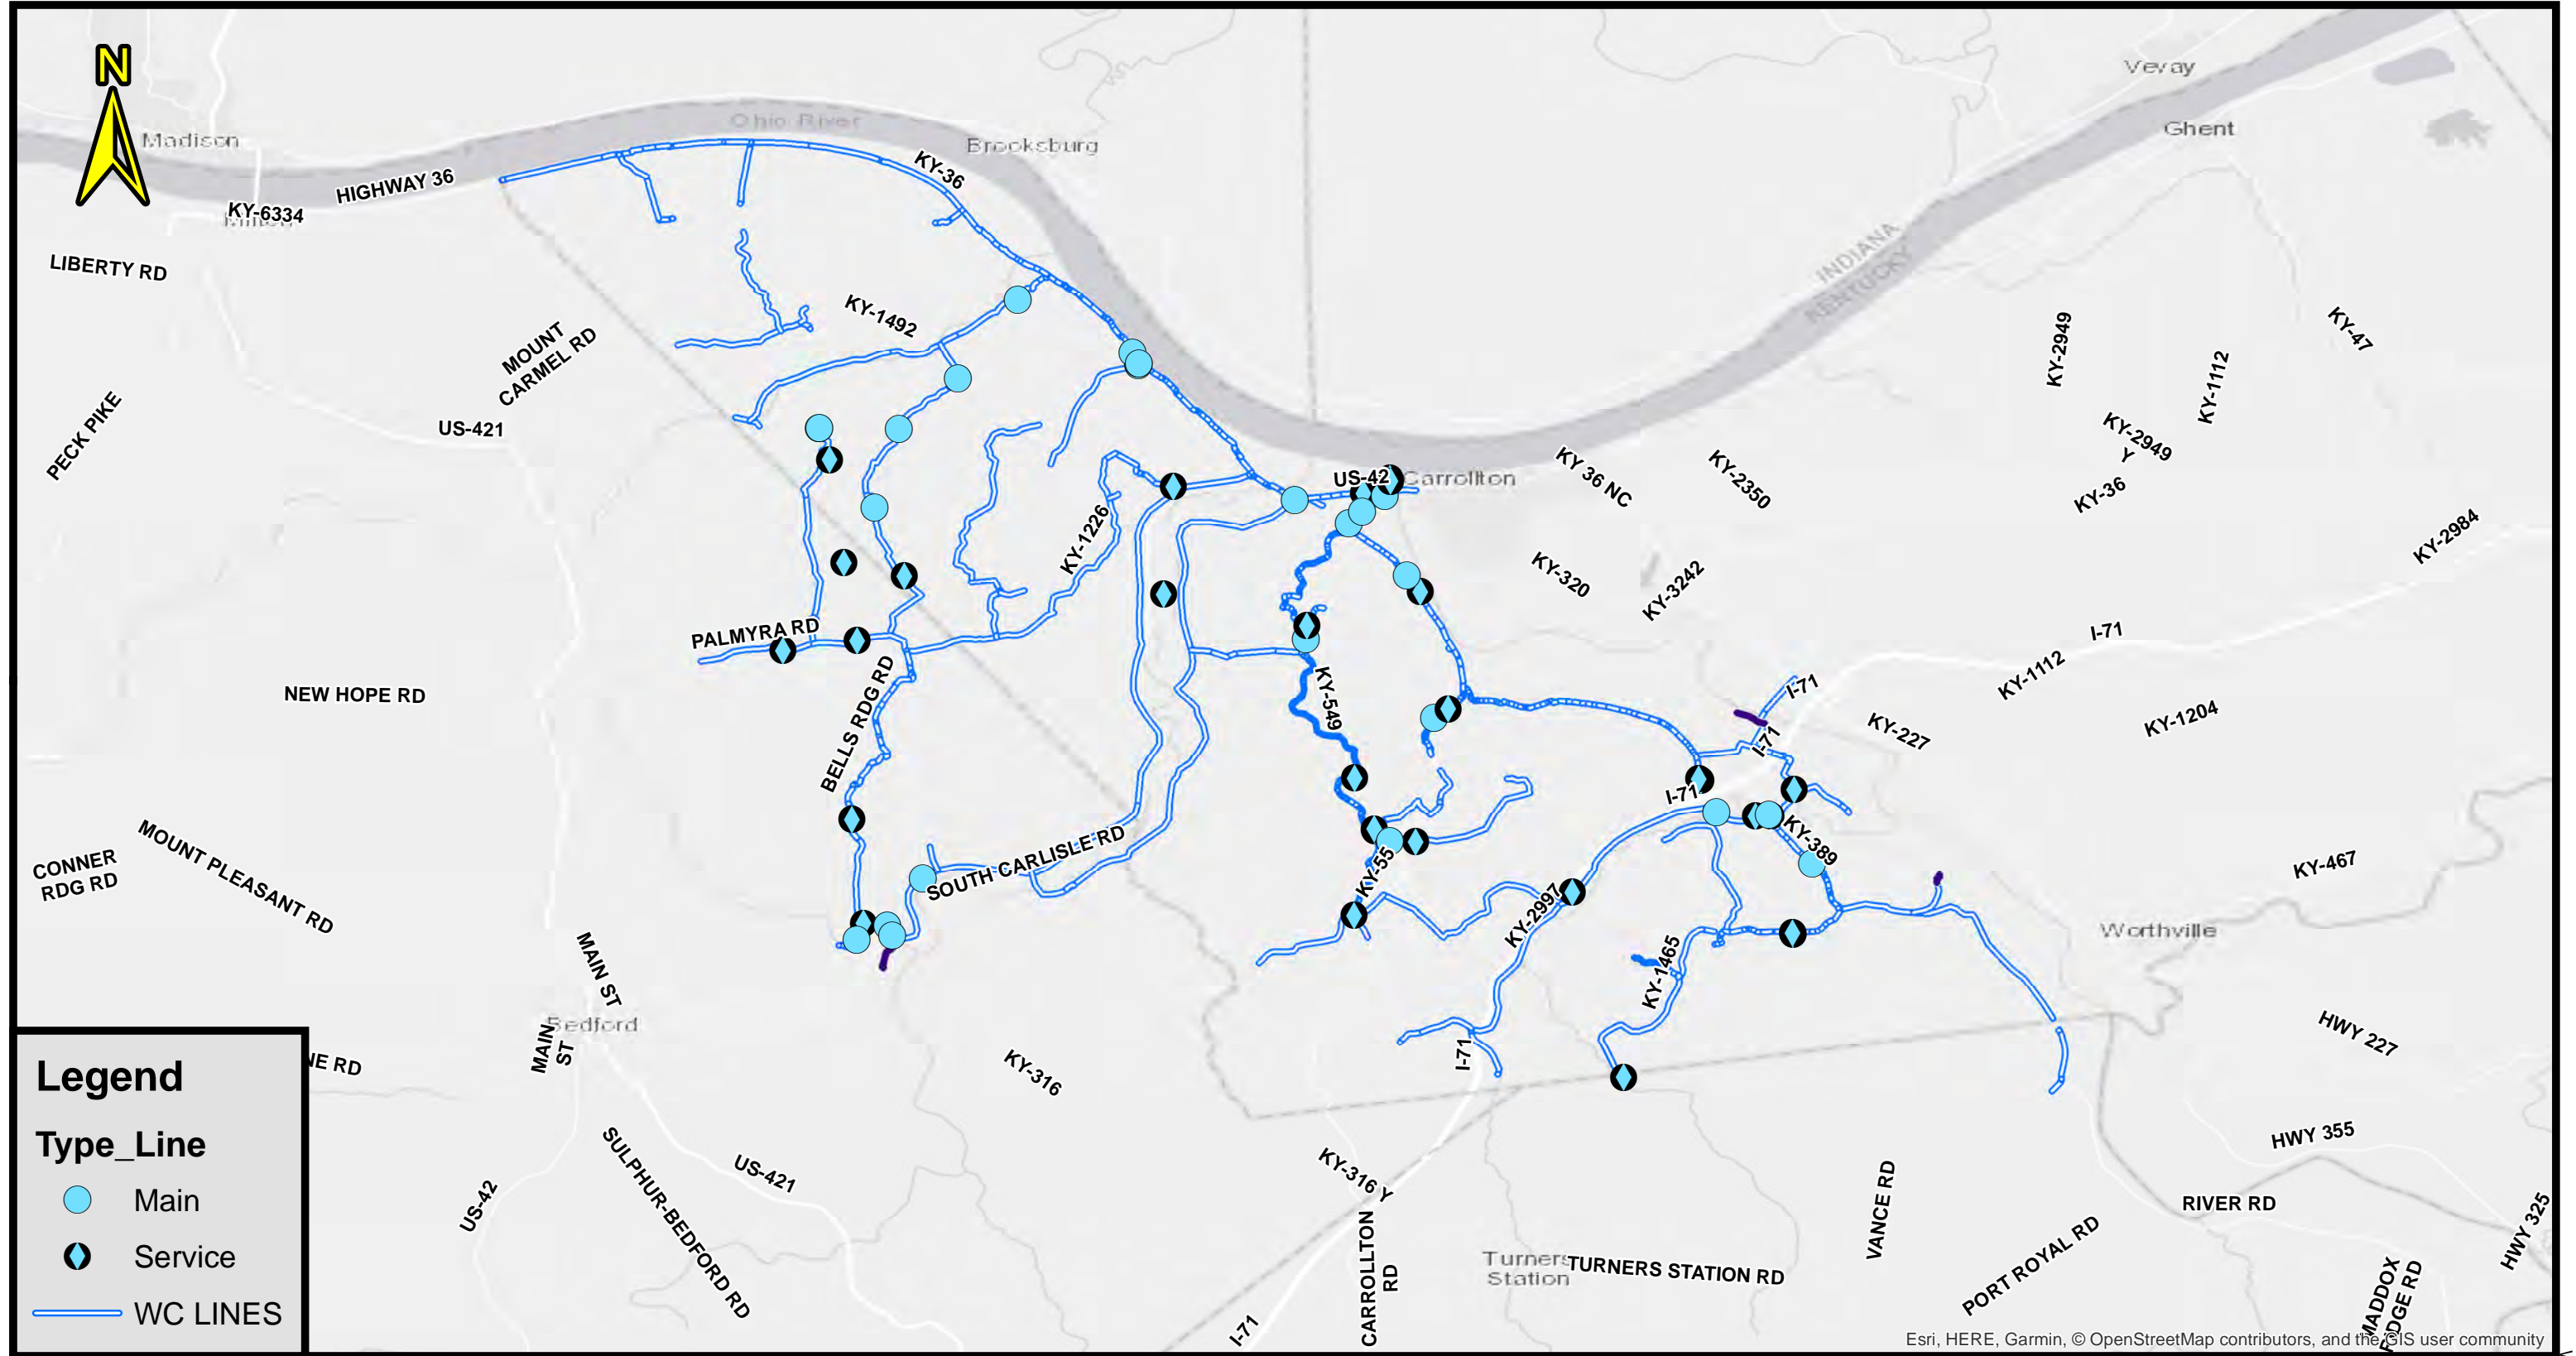 N
Vevay
Ohio River
Madison
Brooksburg
Ghent
KY-36
HIGHWAY 36
KY-6334
Milton
INDIANA
KENTUCKY
LIBERTY RD
KY-1492
MOUNT
CARMEL RD
KY-2949
KY-1112
KY-47
PECK PIKE
US-421
KY-2949
Y
US-42
Carrollton
KY 36 NC
KY-2350
KY-36
KY-2984
KY-1226
KY-320
KY-3242
PALMYRA RD
I-71
KY-1112
NEW HOPE RD
BELLS RDG RD
KY-549
I-71
I-71
KY-227
KY-1204
I-71
MOUNT PLEASANT RD
CONNER
RDG RD
SOUTH CARLISLE RD
KY-55
KY-389
KY-467
KY-2997
Worthville
MAIN ST
KY-1465
Bedford
MAIN
ST
NE RD
KY-316
I-71
HWY 227
HWY 355
SULPHUR-BEDFORD RD
US-421
US-42
KY-316 Y
CARROLLTON
RD
VANCE RD
RIVER RD
HWY 325
PORT ROYAL RD
Turners
Station
TURNERS STATION RD
I-71
MADDOX
RDGE RD
Legend
Type_Line
Main
Service
WC LINES
Esri, HERE, Garmin, © OpenStreetMap contributors, and the GIS user community